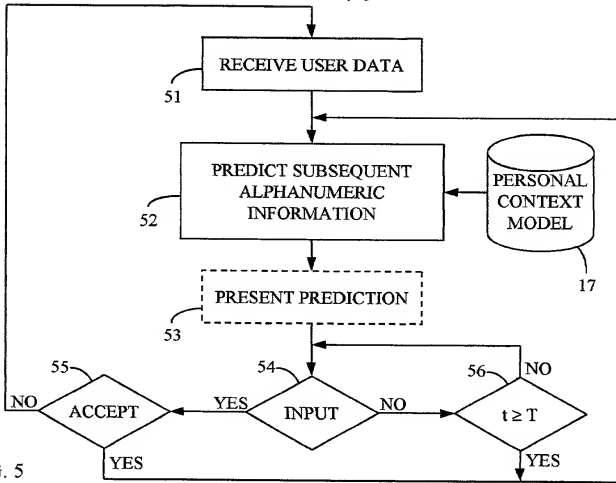 RECEIVE USER DATA
51
PREDICT SUBSEQUENT
ALPHANUMERIC
INFORMATION
52
PERSONAL
CONTEXT
MODEL
17
PRESENT PREDICTION
53
55
54
56
NO
NO
ACCEPT
YES
INPUT
NO
t ≥ T
YES
YES
. 5